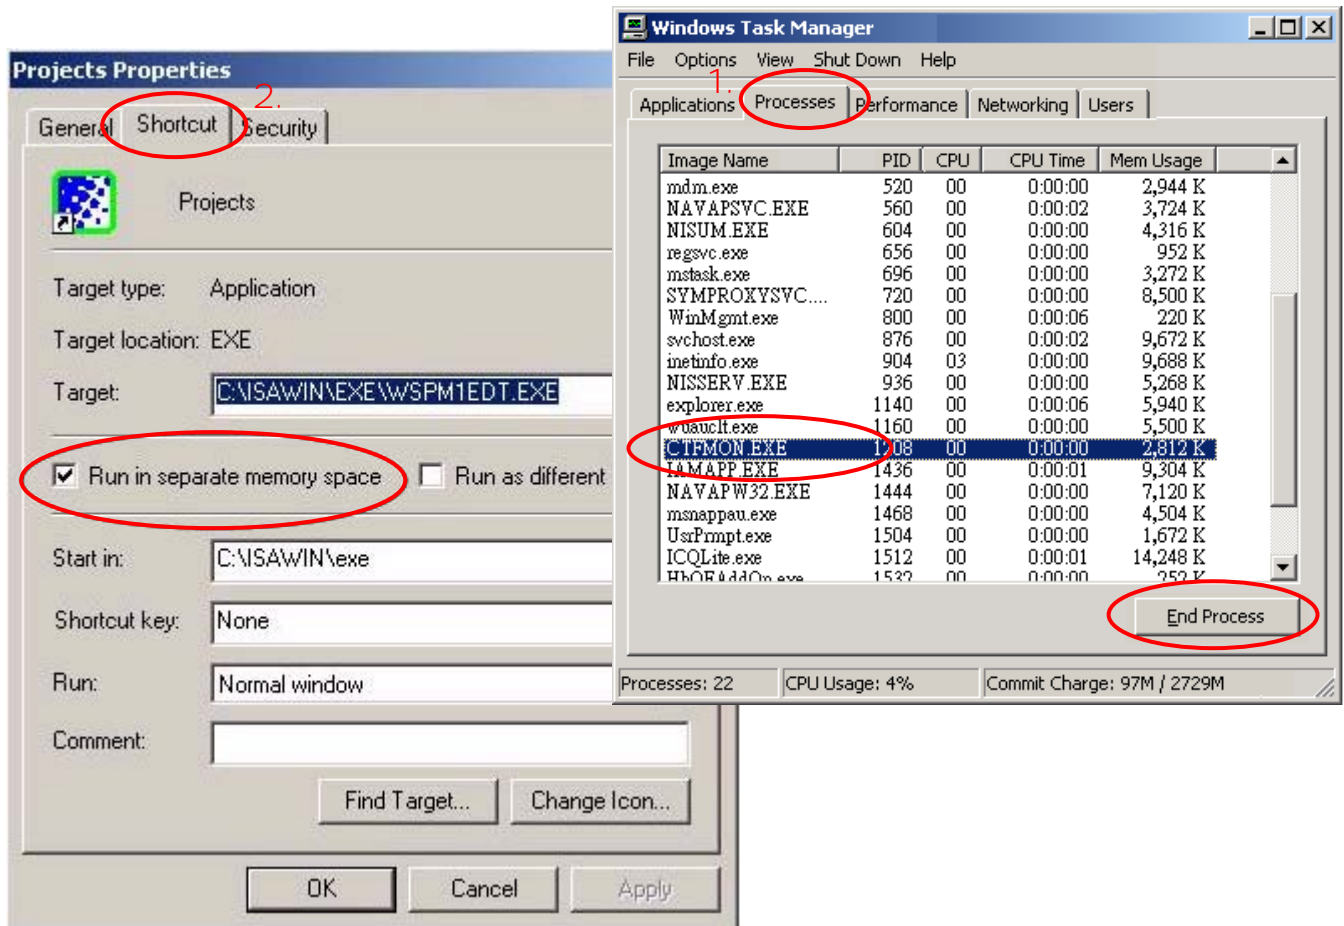 Projects Properties
2.
General Shortcut Security
Projects
Target type: Application
Target location: EXE
Target: C:\ISAWIN\EXE\WSPM1EDT.EXE
Run in separate memory space Run as different
Start in: C:\ISAWIN\exe
Shortcut key: None
Run: Normal window
Comment:
Find Target... Change Icon...
OK Cancel Apply
Windows Task Manager
File Options View Shut Down Help
1.
Applications Processes Performance Networking Users
Image Name PID CPU CPU Time Mem Usage
mdm.exe 520 00 0:00:00 2,944 K
NAVAPSVC.EXE 560 00 0:00:02 3,724 K
NISUM.EXE 604 00 0:00:00 4,316 K
regsvc.exe 656 00 0:00:00 952 K
mstask.exe 696 00 0:00:00 3,272 K
SYMPROXYSVC.... 720 00 0:00:00 8,500 K
WinMgmt.exe 800 00 0:00:06 220 K
svchost.exe 876 00 0:00:02 9,672 K
inetinfo.exe 904 03 0:00:00 9,688 K
NISSERV.EXE 936 00 0:00:00 5,268 K
explorer.exe 1140 00 0:00:06 5,940 K
wuauclt.exe 1160 00 0:00:00 5,500 K
CTFMON.EXE 1208 00 0:00:00 2,812 K
IAMAPP.EXE 1436 00 0:00:01 9,304 K
NAVAPW32.EXE 1444 00 0:00:00 7,120 K
msnappau.exe 1468 00 0:00:00 4,504 K
UsrPrmpt.exe 1504 00 0:00:00 1,672 K
ICQLite.exe 1512 00 0:00:01 14,248 K
HbOEAddOn.exe 1532 00 0:00:00 252 K
End Process
Processes: 22 CPU Usage: 4% Commit Charge: 97M / 2729M